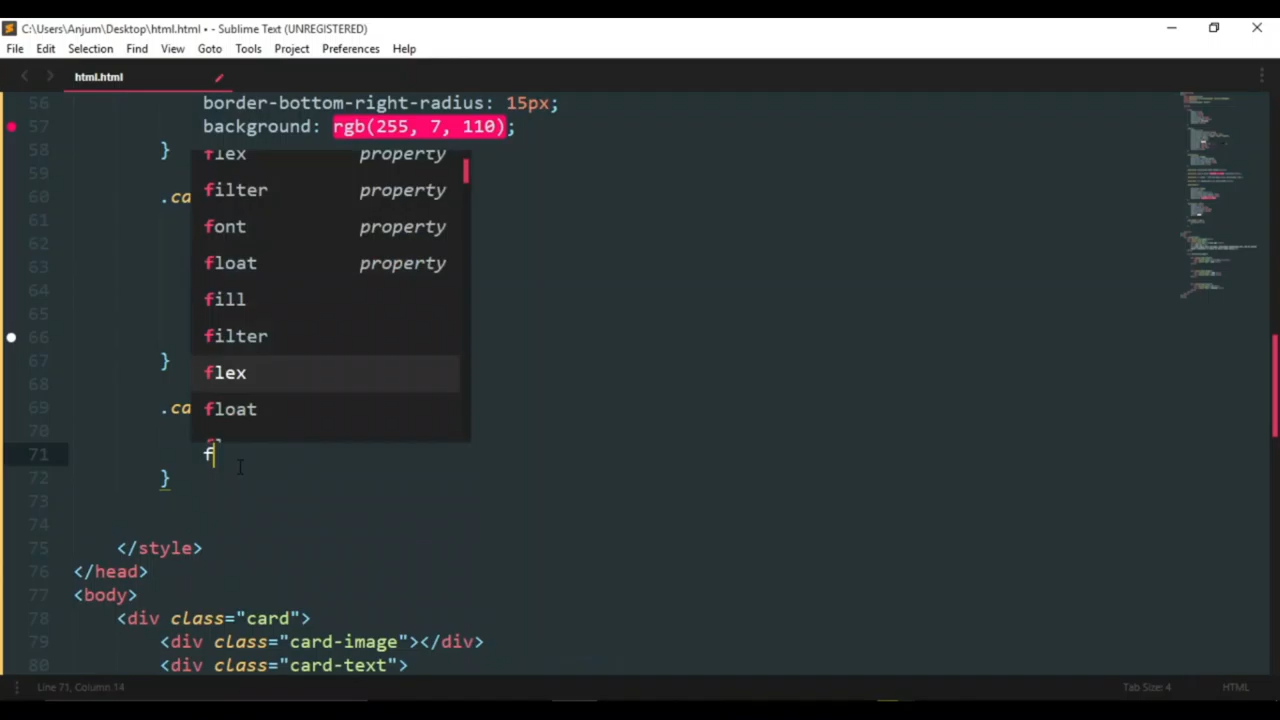 C:\Users\Anjum\Desktop\html.html • - Sublime Text (UNREGISTERED)
File Edit Selection Find View Goto Tools Project Preferences Help
html.html
56 border-bottom-right-radius: 15px;
57 background: rgb(255, 7, 110);
58 }
flex property
59
filter property
60 .ca
font property
61
62
float property
63
64
fill
65
66
filter
67 }
flex
68
69 .ca
float
70
71 f
72 }
73
74
75 </style>
76 </head>
77 <body>
78 <div class="card">
79 <div class="card-image"></div>
80 <div class="card-text">
Line 71, Column 14
Tab Size: 4
HTML